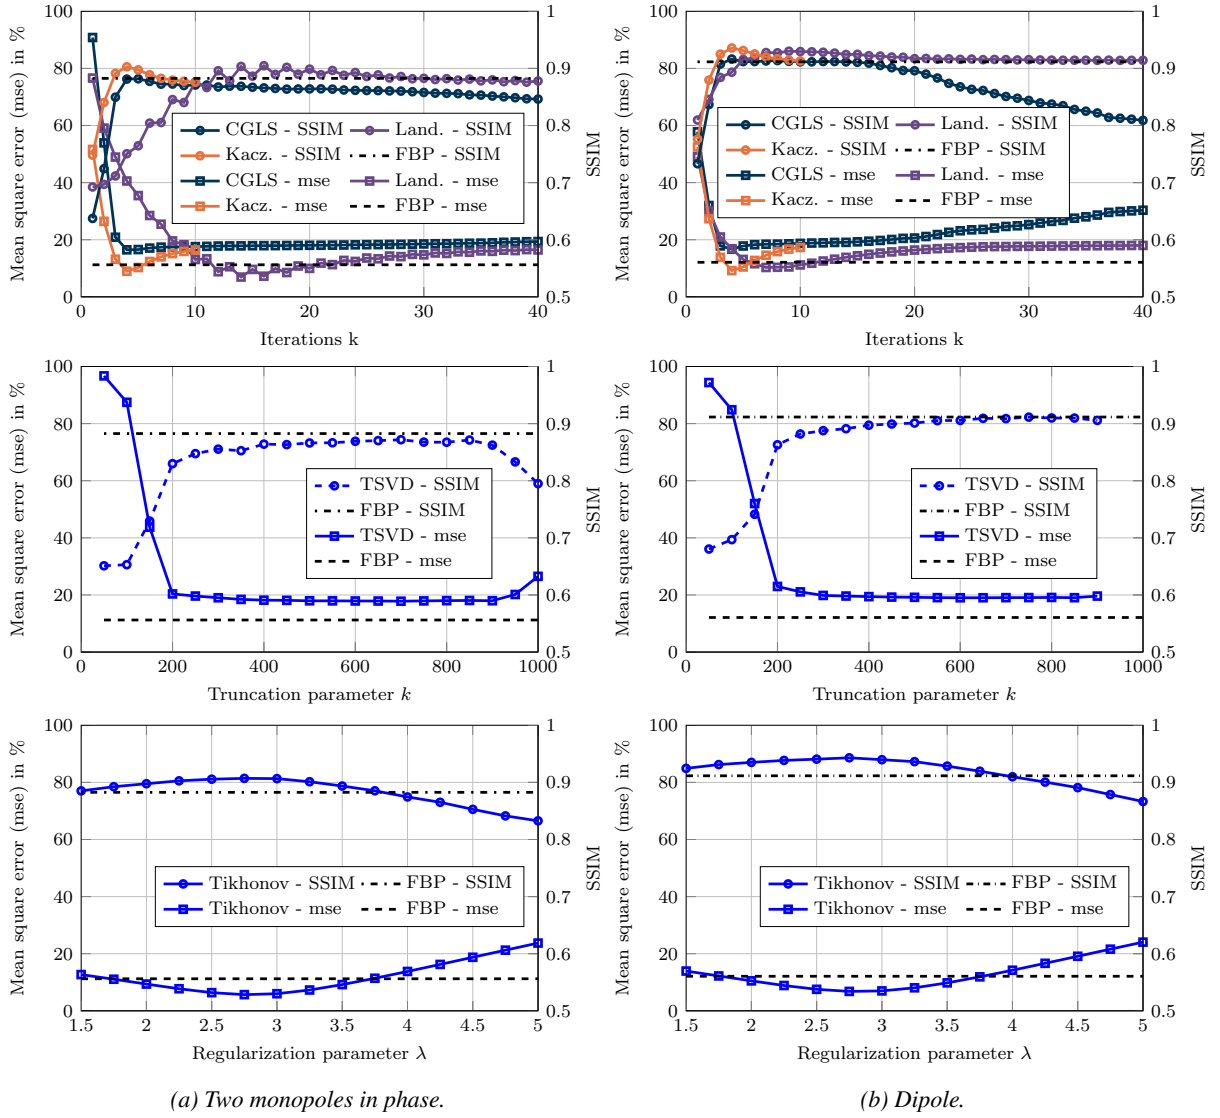 100
80
60
40
20
0
Mean square error (mse) in %
1
0.9
0.8
0.7
0.6
0.5
SSIM
CGLS - SSIM
Land. - SSIM
Kacz. - SSIM
FBP - SSIM
CGLS - mse
Land. - mse
Kacz. - mse
FBP - mse
0 10 20 30 40
Iterations k
100
80
60
40
20
0
Mean square error (mse) in %
1
0.9
0.8
0.7
0.6
0.5
SSIM
CGLS - SSIM
Land. - SSIM
Kacz. - SSIM
FBP - SSIM
CGLS - mse
Land. - mse
Kacz. - mse
FBP - mse
0 10 20 30 40
Iterations k
100
80
60
40
20
0
Mean square error (mse) in %
1
0.9
0.8
0.7
0.6
0.5
SSIM
TSVD - SSIM
FBP - SSIM
TSVD - mse
FBP - mse
0 200 400 600 800 1000
Truncation parameter k
100
80
60
40
20
0
Mean square error (mse) in %
1
0.9
0.8
0.7
0.6
0.5
SSIM
TSVD - SSIM
FBP - SSIM
TSVD - mse
FBP - mse
0 200 400 600 800 1000
Truncation parameter k
100
80
60
40
20
0
Mean square error (mse) in %
1
0.9
0.8
0.7
0.6
0.5
SSIM
Tikhonov - SSIM
FBP - SSIM
Tikhonov - mse
FBP - mse
1.5 2 2.5 3 3.5 4 4.5 5
Regularization parameter λ
100
80
60
40
20
0
Mean square error (mse) in %
1
0.9
0.8
0.7
0.6
0.5
SSIM
Tikhonov - SSIM
FBP - SSIM
Tikhonov - mse
FBP - mse
1.5 2 2.5 3 3.5 4 4.5 5
Regularization parameter λ
(a) Two monopoles in phase.
(b) Dipole.